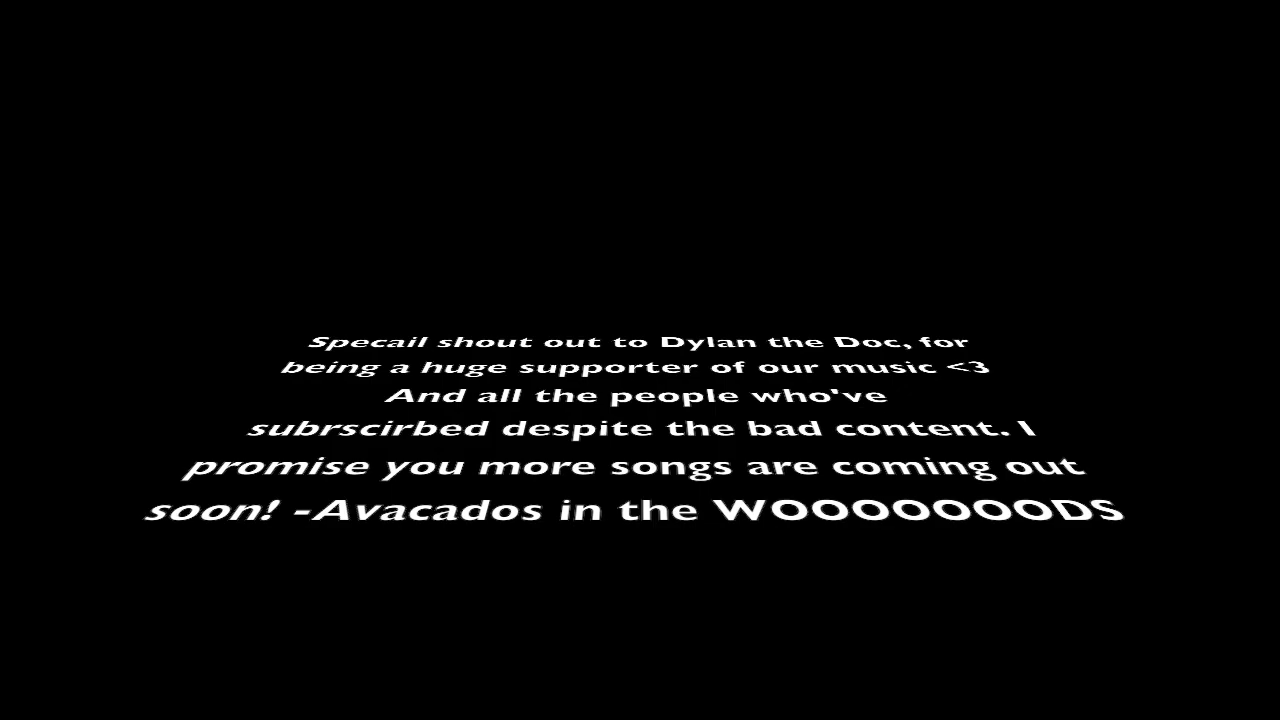 Specail shout out to Dylan the Doc, for
being a huge supporter of our music <3
And all the people who've
subrscirbed despite the bad content. I
promise you more songs are coming out
soon! -Avacados in the WOOOOOOODS